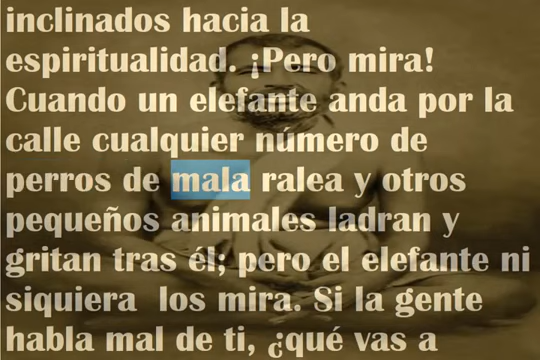 inclinados hacia la
espiritualidad. ¡Pero mira!
Cuando un elefante anda por la
calle cualquier número de
perros de mala ralea y otros
pequeños animales ladran y
gritan tras él; pero el elefante ni
siquiera  los mira. Si la gente
habla mal de ti, ¿qué vas a